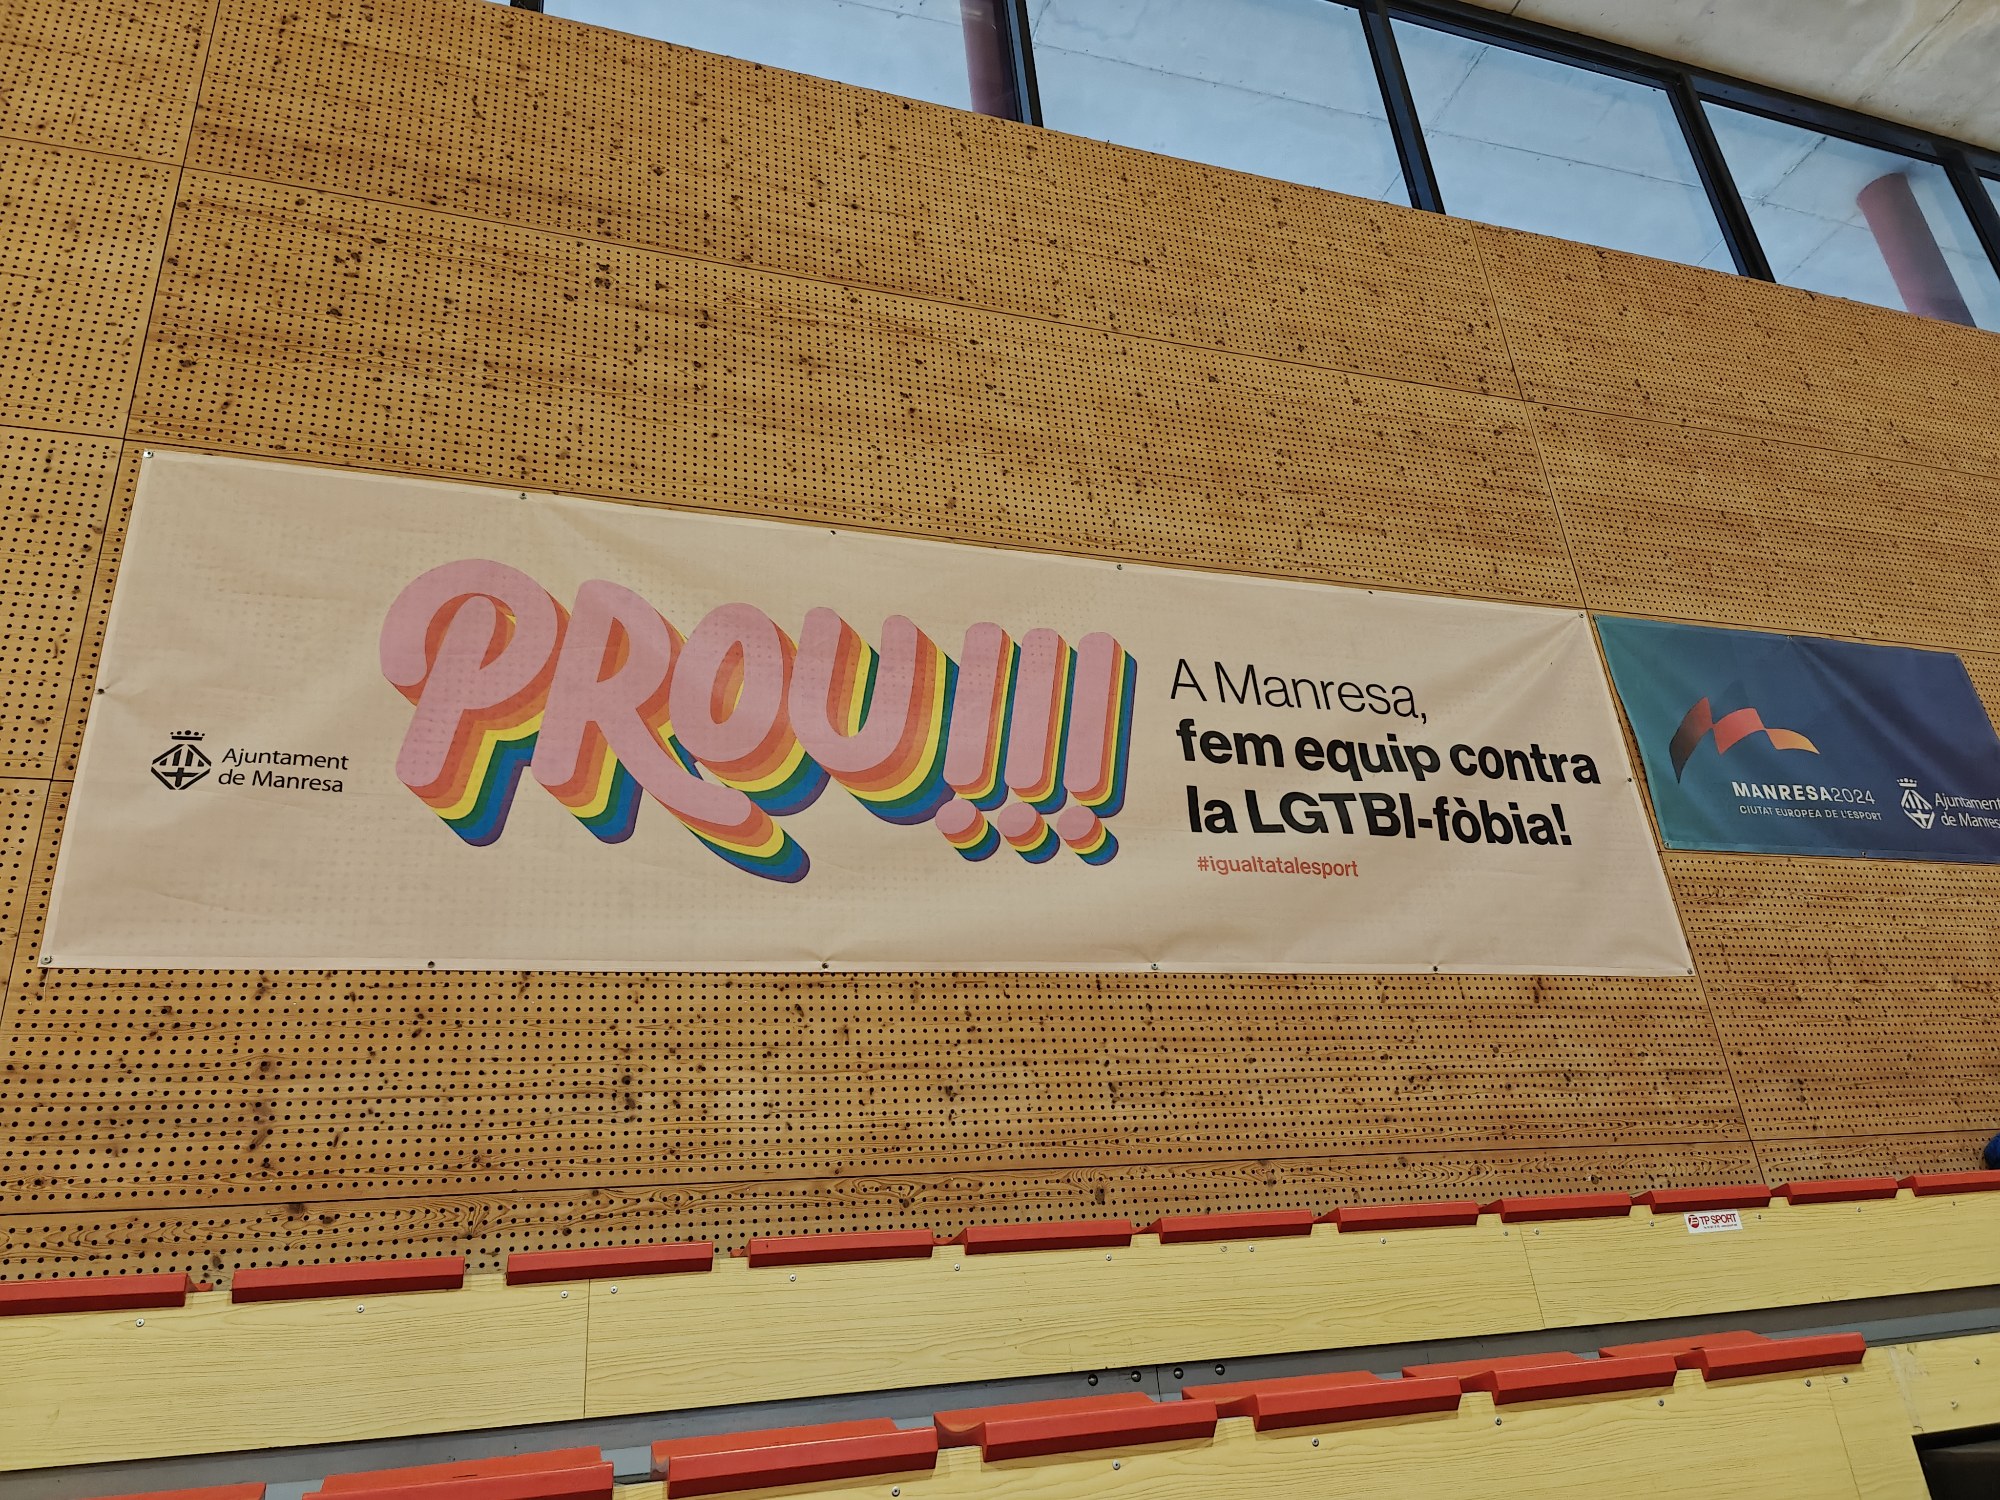 Ajuntament
de Manresa
PROU!!!
A Manresa,
fem equip contra
la LGTBI-fòbia!
#igualtatalesport
MANRESA2024
CIUTAT EUROPEA DE L'ESPORT
Ajuntament
de Manres
TP SPORT